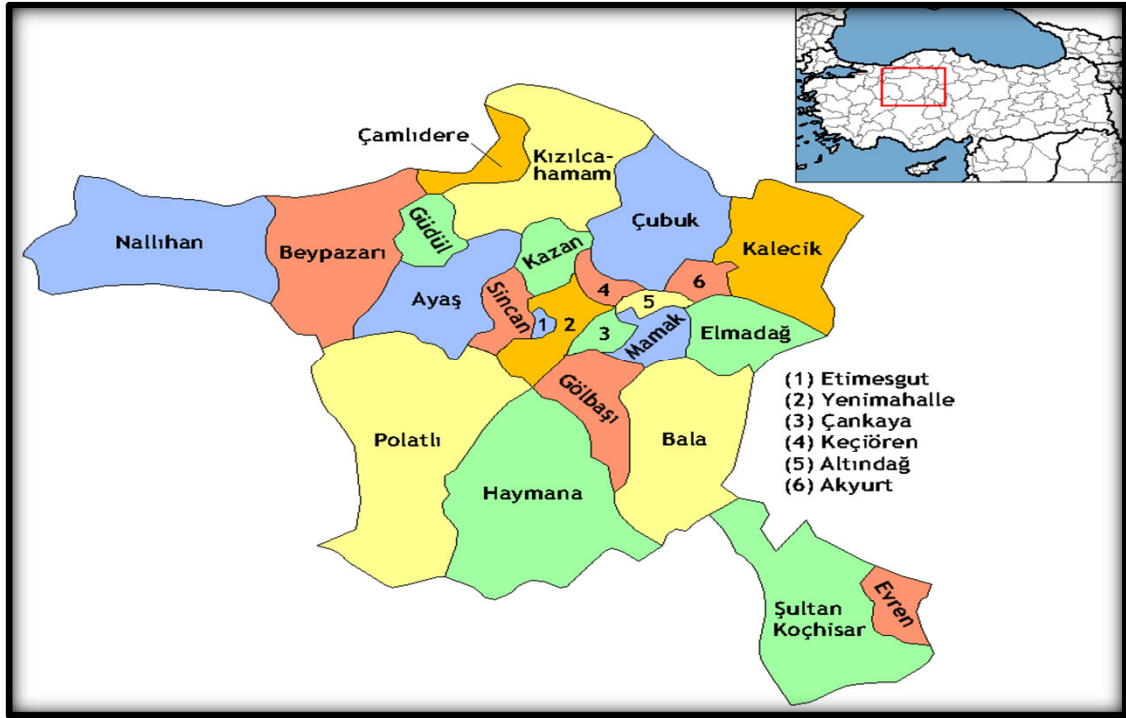 Çamlıdere
Kızılca-
hamam
Güdül
Çubuk
Nallıhan
Beypazarı
Kazan
Kalecik
Ayaş
Sincan
4
6
5
1
2
3
Mamak
Elmadağ
Gölbaşı
Polatlı
Bala
Haymana
(1) Etimesgut
(2) Yenimahalle
(3) Çankaya
(4) Keçiören
(5) Altındağ
(6) Akyurt
Şultan
Koçhisar
Evren